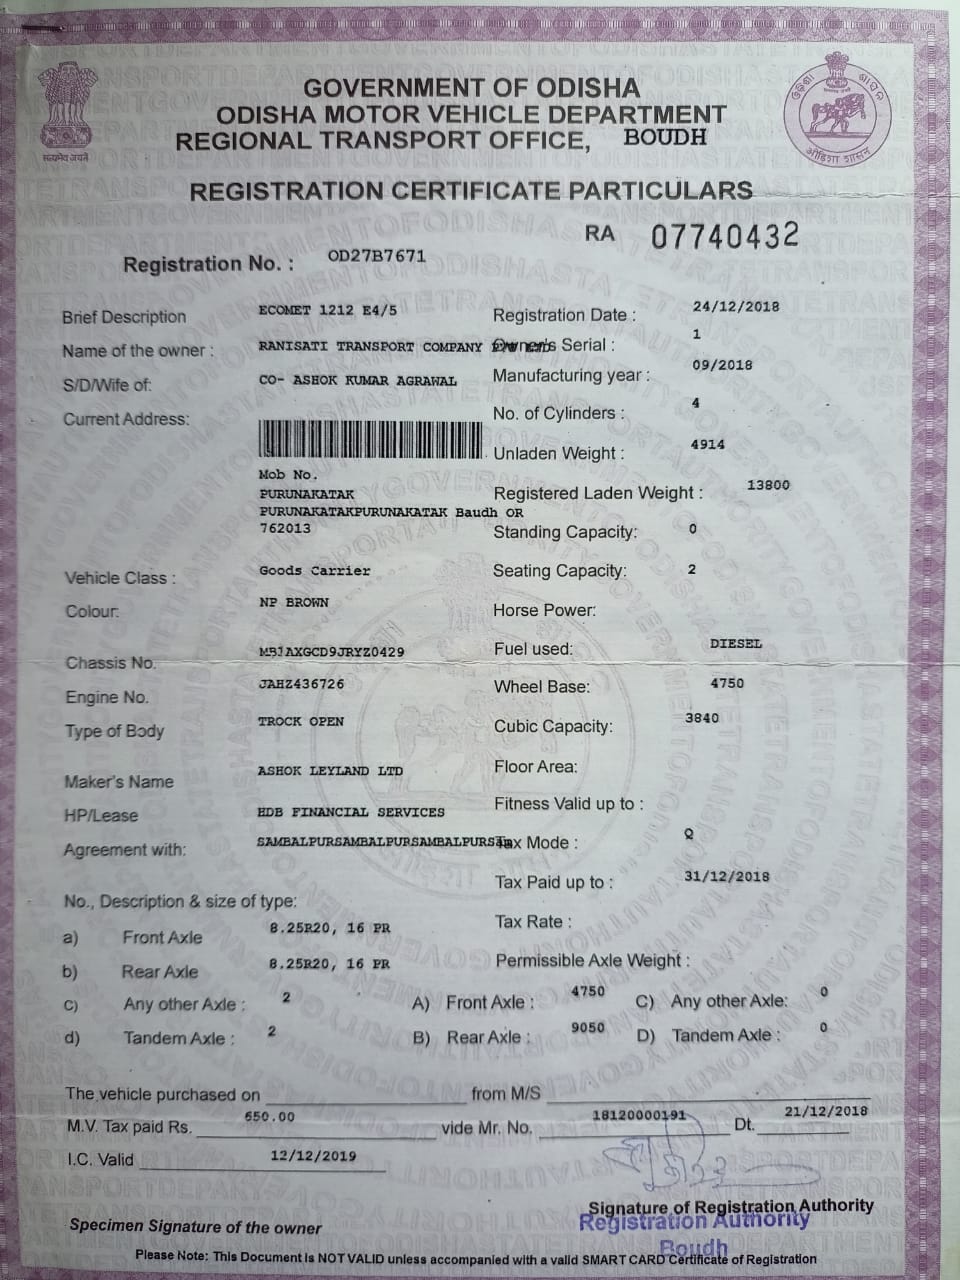 सत्यमेव जयते
ଓଡ଼ିଶା ଶାସନ
ओडिशा शासन
GOVERNMENT OF ODISHA
ODISHA MOTOR VEHICLE DEPARTMENT
REGIONAL TRANSPORT OFFICE, BOUDH
REGISTRATION CERTIFICATE PARTICULARS
RA 07740432
Registration No. : OD27B7671
Brief Description ECOMET 1212 E4/5 Registration Date : 24/12/2018
Name of the owner : RANISATI TRANSPORT COMPANY Owner's Serial : 1
S/D/Wife of: CO- ASHOK KUMAR AGRAWAL Manufacturing year : 09/2018
Current Address: No. of Cylinders : 4
Unladen Weight : 4914
Mob No.
PURUNAKATAK Registered Laden Weight : 13800
PURUNAKATAKPURUNAKATAK Baudh OR
762013 Standing Capacity: 0
Vehicle Class : Goods Carrier Seating Capacity: 2
Colour: NP BROWN Horse Power:
Chassis No. MB1AXGCD9JRYZ0429 Fuel used: DIESEL
Engine No. JAHZ436726 Wheel Base: 4750
Type of Body TROCK OPEN Cubic Capacity: 3840
Maker's Name ASHOK LEYLAND LTD Floor Area:
HP/Lease HDB FINANCIAL SERVICES Fitness Valid up to :
Agreement with: SAMBALPURSAMBALPURSAMBALPURSA Tax Mode : Q
Tax Paid up to : 31/12/2018
No., Description & size of type:
Tax Rate :
a) Front Axle 8.25R20, 16 PR
b) Rear Axle 8.25R20, 16 PR Permissible Axle Weight :
c) Any other Axle : 2 A) Front Axle : 4750 C) Any other Axle: 0
d) Tandem Axle : 2 B) Rear Axle : 9050 D) Tandem Axle : 0
The vehicle purchased on from M/S
M.V. Tax paid Rs. 650.00 vide Mr. No. 18120000191 Dt. 21/12/2018
I.C. Valid 12/12/2019
Signature of Registration Authority
Specimen Signature of the owner Registration Authority
Boudh
Please Note: This Document is NOT VALID unless accompanied with a valid SMART CARD Certificate of Registration